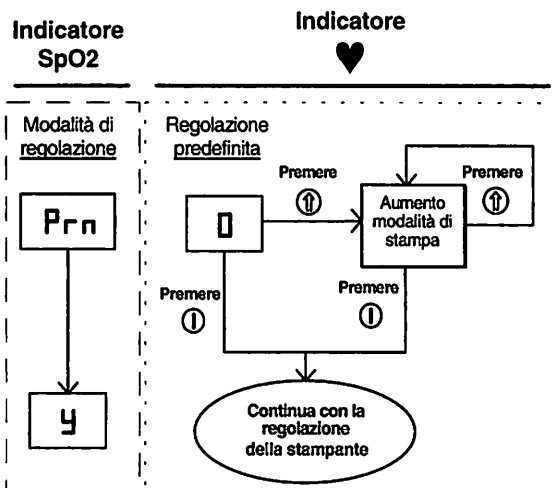 Indicatore
SpO2
Indicatore
Modalità di
regolazione
Prn
y
Regolazione
predefinita
0
Premere
Aumento
modalità di
stampa
Premere
Premere
Premere
Continua con la
regolazione
della stampante